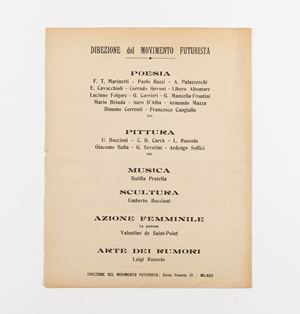 DIREZIONE del MOVIMENTO FUTURISTA
POESIA
F. T. Marinetti - Paolo Buzzi - A. Palazzeschi
E. Cavacchioli - Corrado Govoni - Libero Altomare
Luciano Folgore - G. Carrieri - G. Manzella-Frontini
Mario Bètuda - Auro D'Alba - Armando Mazza
Dinamo Correnti - Francesco Cangiullo
ecc.
PITTURA
U. Boccioni - C. D. Carrà - L. Russolo
Giacomo Balla - G. Severini - Ardengo Soffici
ecc.
MUSICA
Balilla Pratella
SCULTURA
Umberto Boccioni
AZIONE FEMMINILE
La poetessa
Valentine de Saint-Point
ARTE DEI RUMORI
Luigi Russolo
DIREZIONE DEL MOVIMENTO FUTURISTA: Corso Venezia, 61 - MILANO